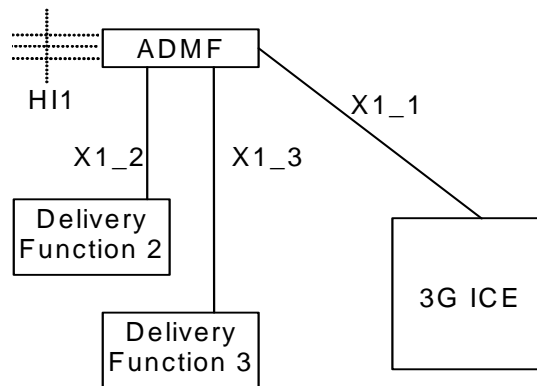 ADMF
HI1
X1_1
X1_2
X1_3
Delivery
Function 2
3G ICE
Delivery
Function 3